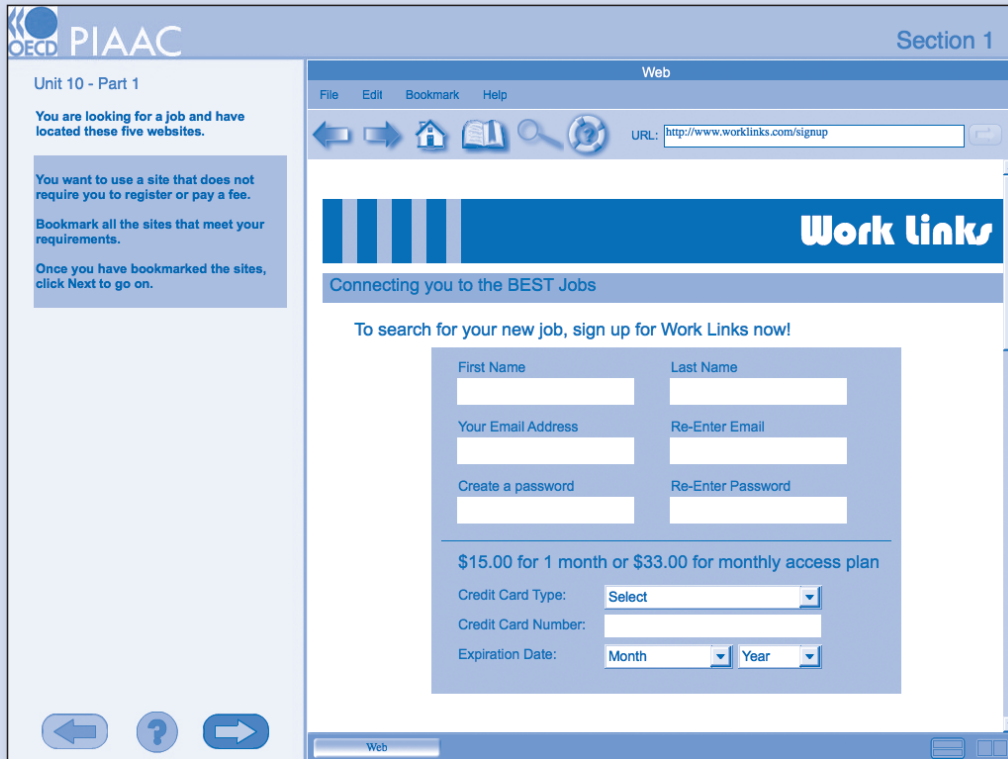 OECD PIAAC
Section 1
Unit 10 - Part 1
You are looking for a job and have
located these five websites.
You want to use a site that does not
require you to register or pay a fee.
Bookmark all the sites that meet your
requirements.
Once you have bookmarked the sites,
click Next to go on.
Web
File Edit Bookmark Help
URL: http://www.worklinks.com/signup
Work Links
Connecting you to the BEST Jobs
To search for your new job, sign up for Work Links now!
First Name Last Name
Your Email Address Re-Enter Email
Create a password Re-Enter Password
$15.00 for 1 month or $33.00 for monthly access plan
Credit Card Type: Select
Credit Card Number:
Expiration Date: Month Year
? 
Web